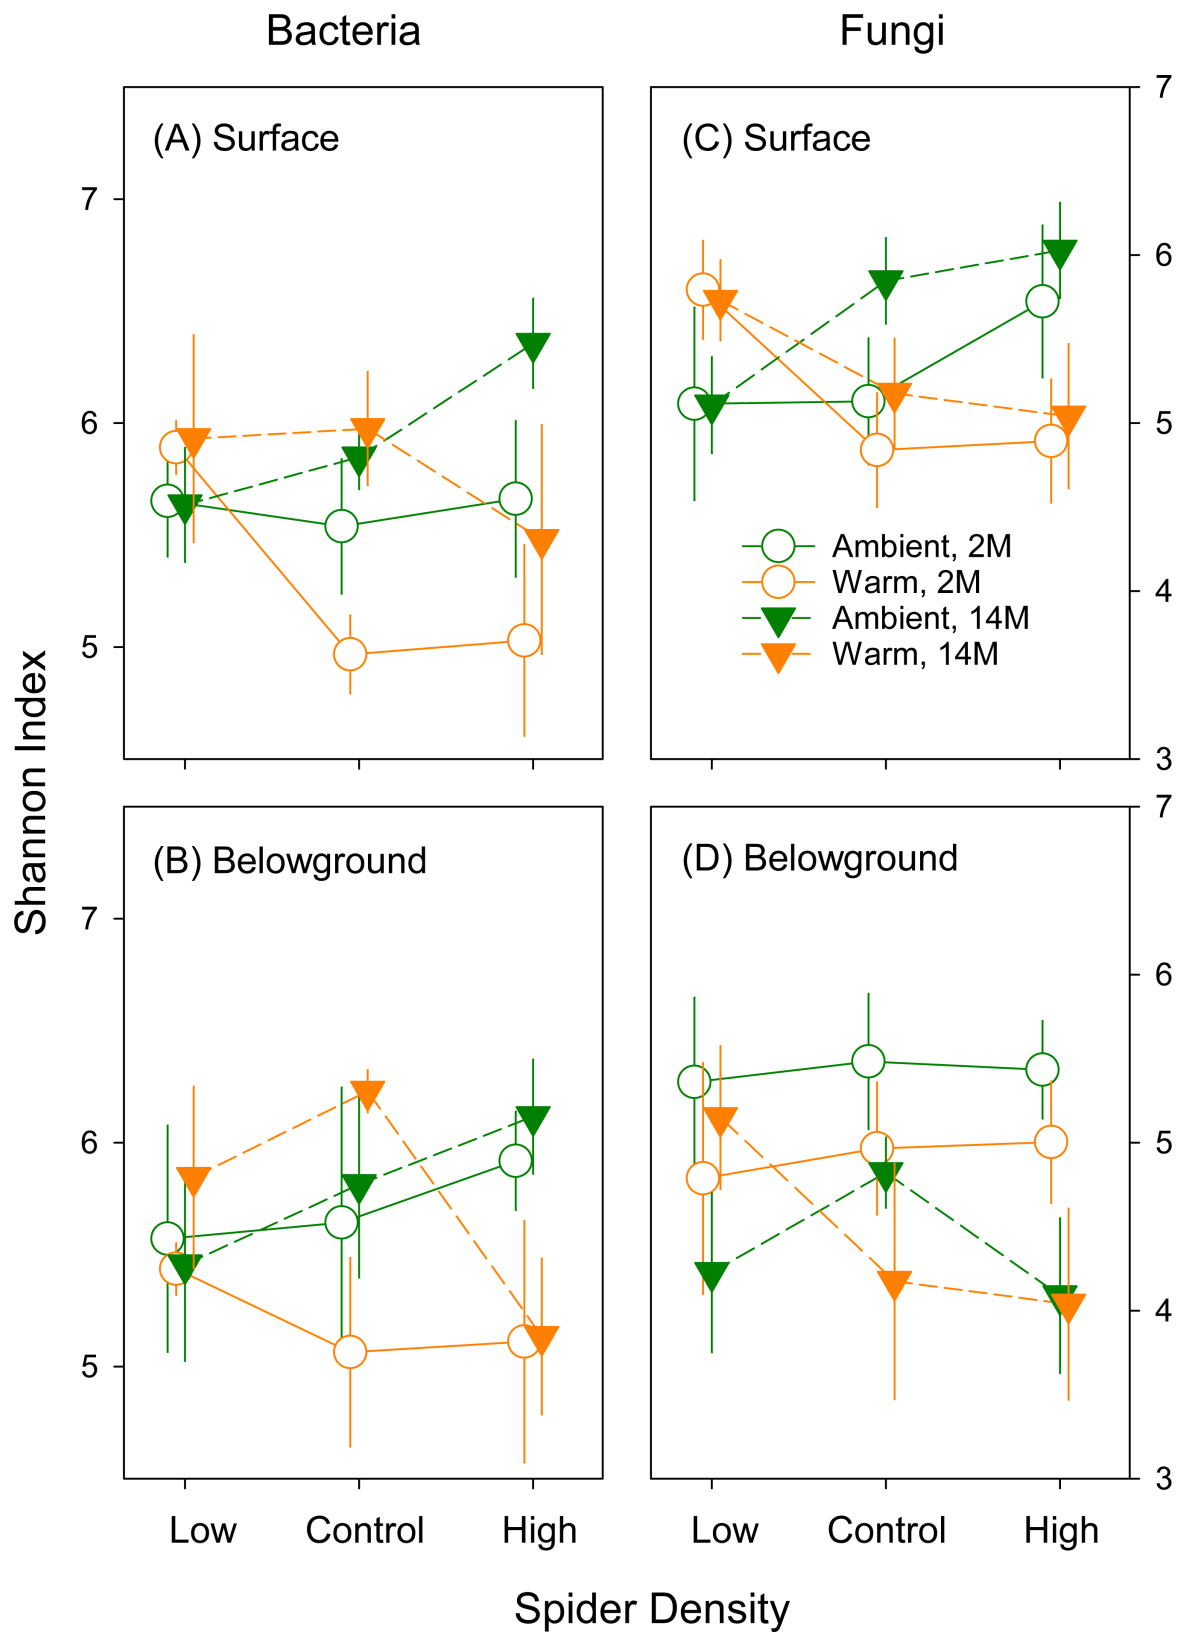 Bacteria
Fungi
(A) Surface
7
6
5
(C) Surface
7
6
5
4
3
Ambient, 2M
Warm, 2M
Ambient, 14M
Warm, 14M
Shannon Index
(B) Belowground
7
6
5
(D) Belowground
7
6
5
4
3
Low Control High
Low Control High
Spider Density